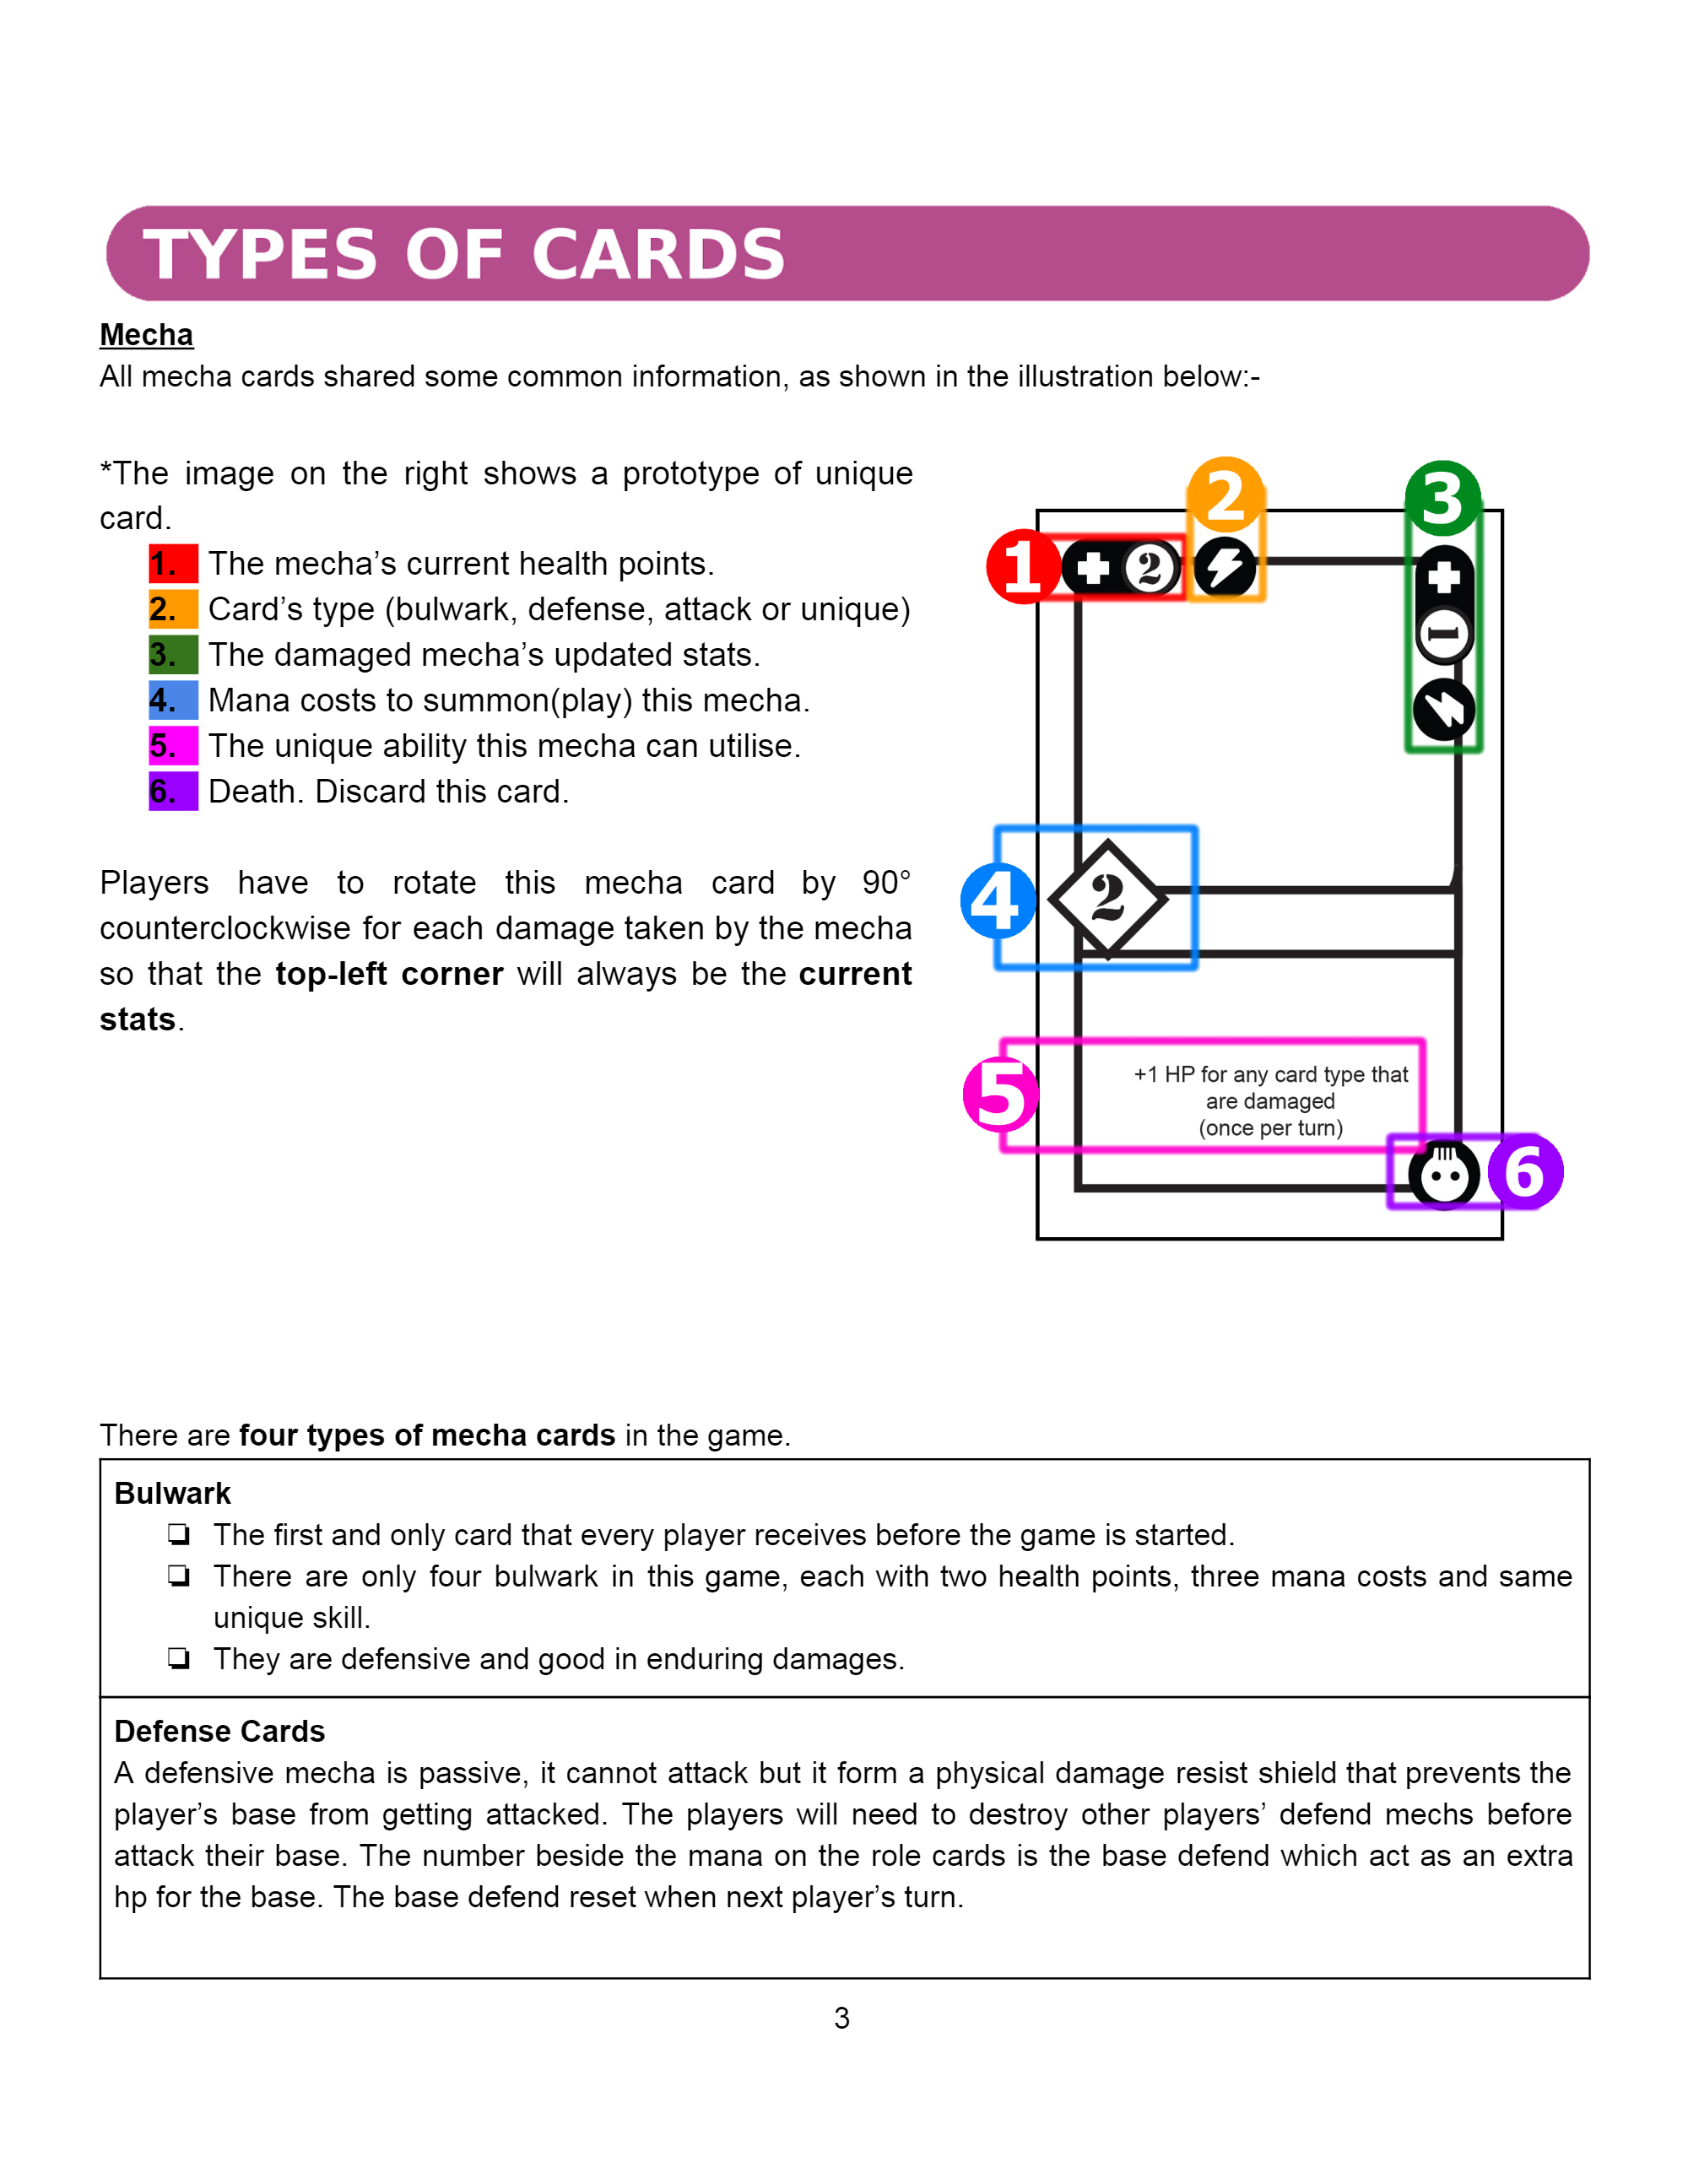 TYPES OF CARDS
Mecha
All mecha cards shared some common information, as shown in the illustration below:-
*The image on the right shows a prototype of unique
card.
1. The mecha’s current health points.
2. Card’s type (bulwark, defense, attack or unique)
3. The damaged mecha’s updated stats.
4. Mana costs to summon(play) this mecha.
5. The unique ability this mecha can utilise.
6. Death. Discard this card.
Players have to rotate this mecha card by 90°
counterclockwise for each damage taken by the mecha
so that the top-left corner will always be the current
stats.
2
3
1
2
1
4
2
5
+1 HP for any card type that
are damaged
(once per turn)
6
There are four types of mecha cards in the game.
Bulwark
❏ The first and only card that every player receives before the game is started.
❏ There are only four bulwark in this game, each with two health points, three mana costs and same
unique skill.
❏ They are defensive and good in enduring damages.
Defense Cards
A defensive mecha is passive, it cannot attack but it form a physical damage resist shield that prevents the
player’s base from getting attacked. The players will need to destroy other players’ defend mechs before
attack their base. The number beside the mana on the role cards is the base defend which act as an extra
hp for the base. The base defend reset when next player’s turn.
3